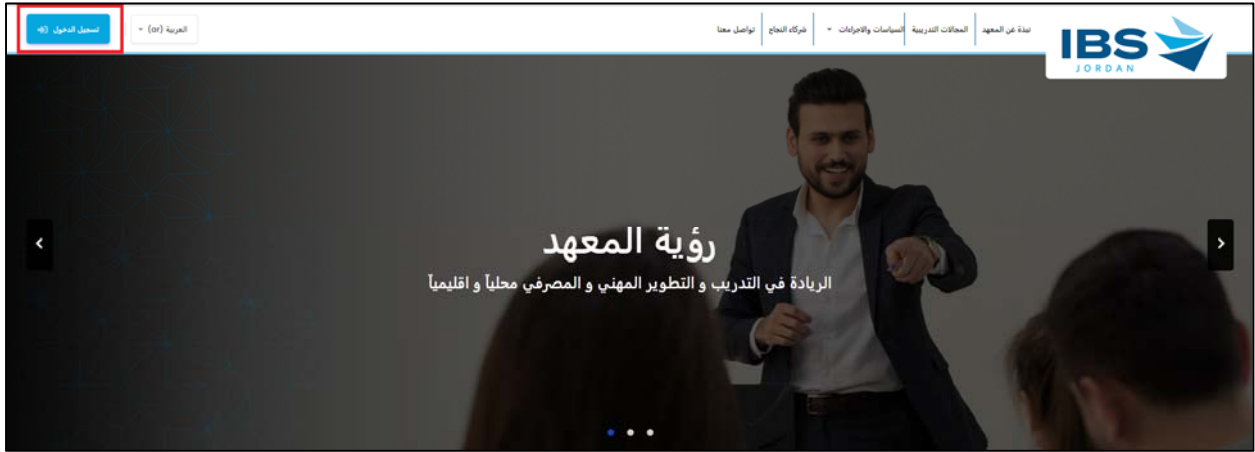 IBS
JORDAN
نبذة عن المعهد
المجالات التدريبية
السياسات والاجراءات
شركاء النجاح
تواصل معنا
العربية (ar)
تسجيل الدخول
رؤية المعهد
الريادة في التدريب و التطوير المهني و المصرفي محلياً و اقليمياً